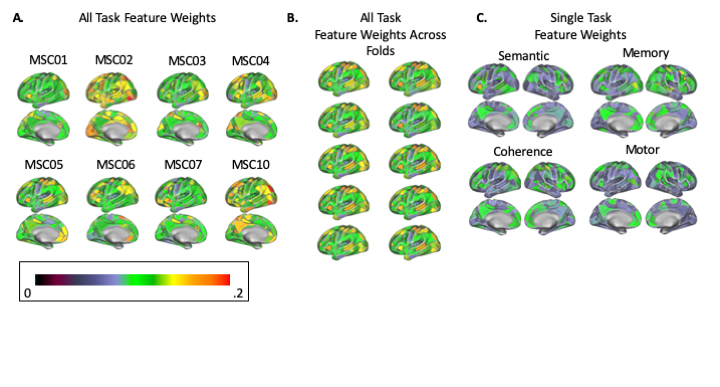 A.
All Task Feature Weights
MSC01
MSC02
MSC03
MSC04
MSC05
MSC06
MSC07
MSC10
0
.2
B.
All Task
Feature Weights Across
Folds
C.
Single Task
Feature Weights
Semantic
Memory
Coherence
Motor